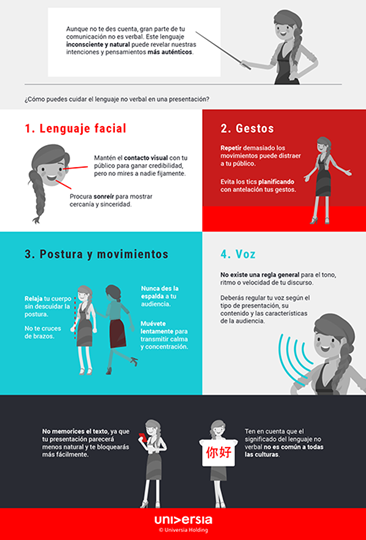 Aunque no te des cuenta, gran parte de tu
comunicación no es verbal. Este lenguaje
inconsciente y natural puede revelar nuestras
intenciones y pensamientos más auténticos.
¿Cómo puedes cuidar el lenguaje no verbal en una presentación?
1. Lenguaje facial
Mantén el contacto visual con tu
público para ganar credibilidad,
pero no mires a nadie fijamente.
Procura sonreír para mostrar
cercanía y sinceridad.
2. Gestos
Repetir demasiado los
movimientos puede distraer
a tu público.
Evita los tics planificando
con antelación tus gestos.
3. Postura y movimientos
Relaja tu cuerpo
sin descuidar la
postura.
No te cruces
de brazos.
Nunca des la
espalda a tu
audiencia.
Muévete
lentamente para
transmitir calma
y concentración.
4. Voz
No existe una regla general para el tono,
ritmo o velocidad de tu discurso.
Deberás regular tu voz según el
tipo de presentación, su
contenido y las características
de la audiencia.
No memorices el texto, ya que
tu presentación parecerá
menos natural y te bloquearás
más fácilmente.
你好
Ten en cuenta que el
significado del lenguaje no
verbal no es común a todas
las culturas.
universia
© Universia Holding